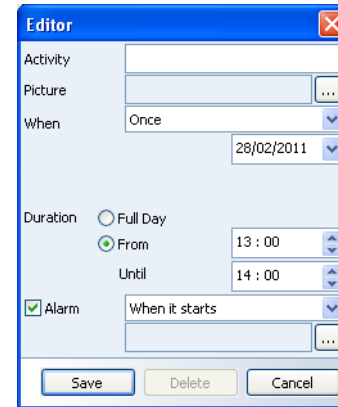 Editor
Activity
Picture ...
When Once
28/02/2011
Duration Full Day
From 13 : 00
Until 14 : 00
Alarm When it starts
...
Save Delete Cancel